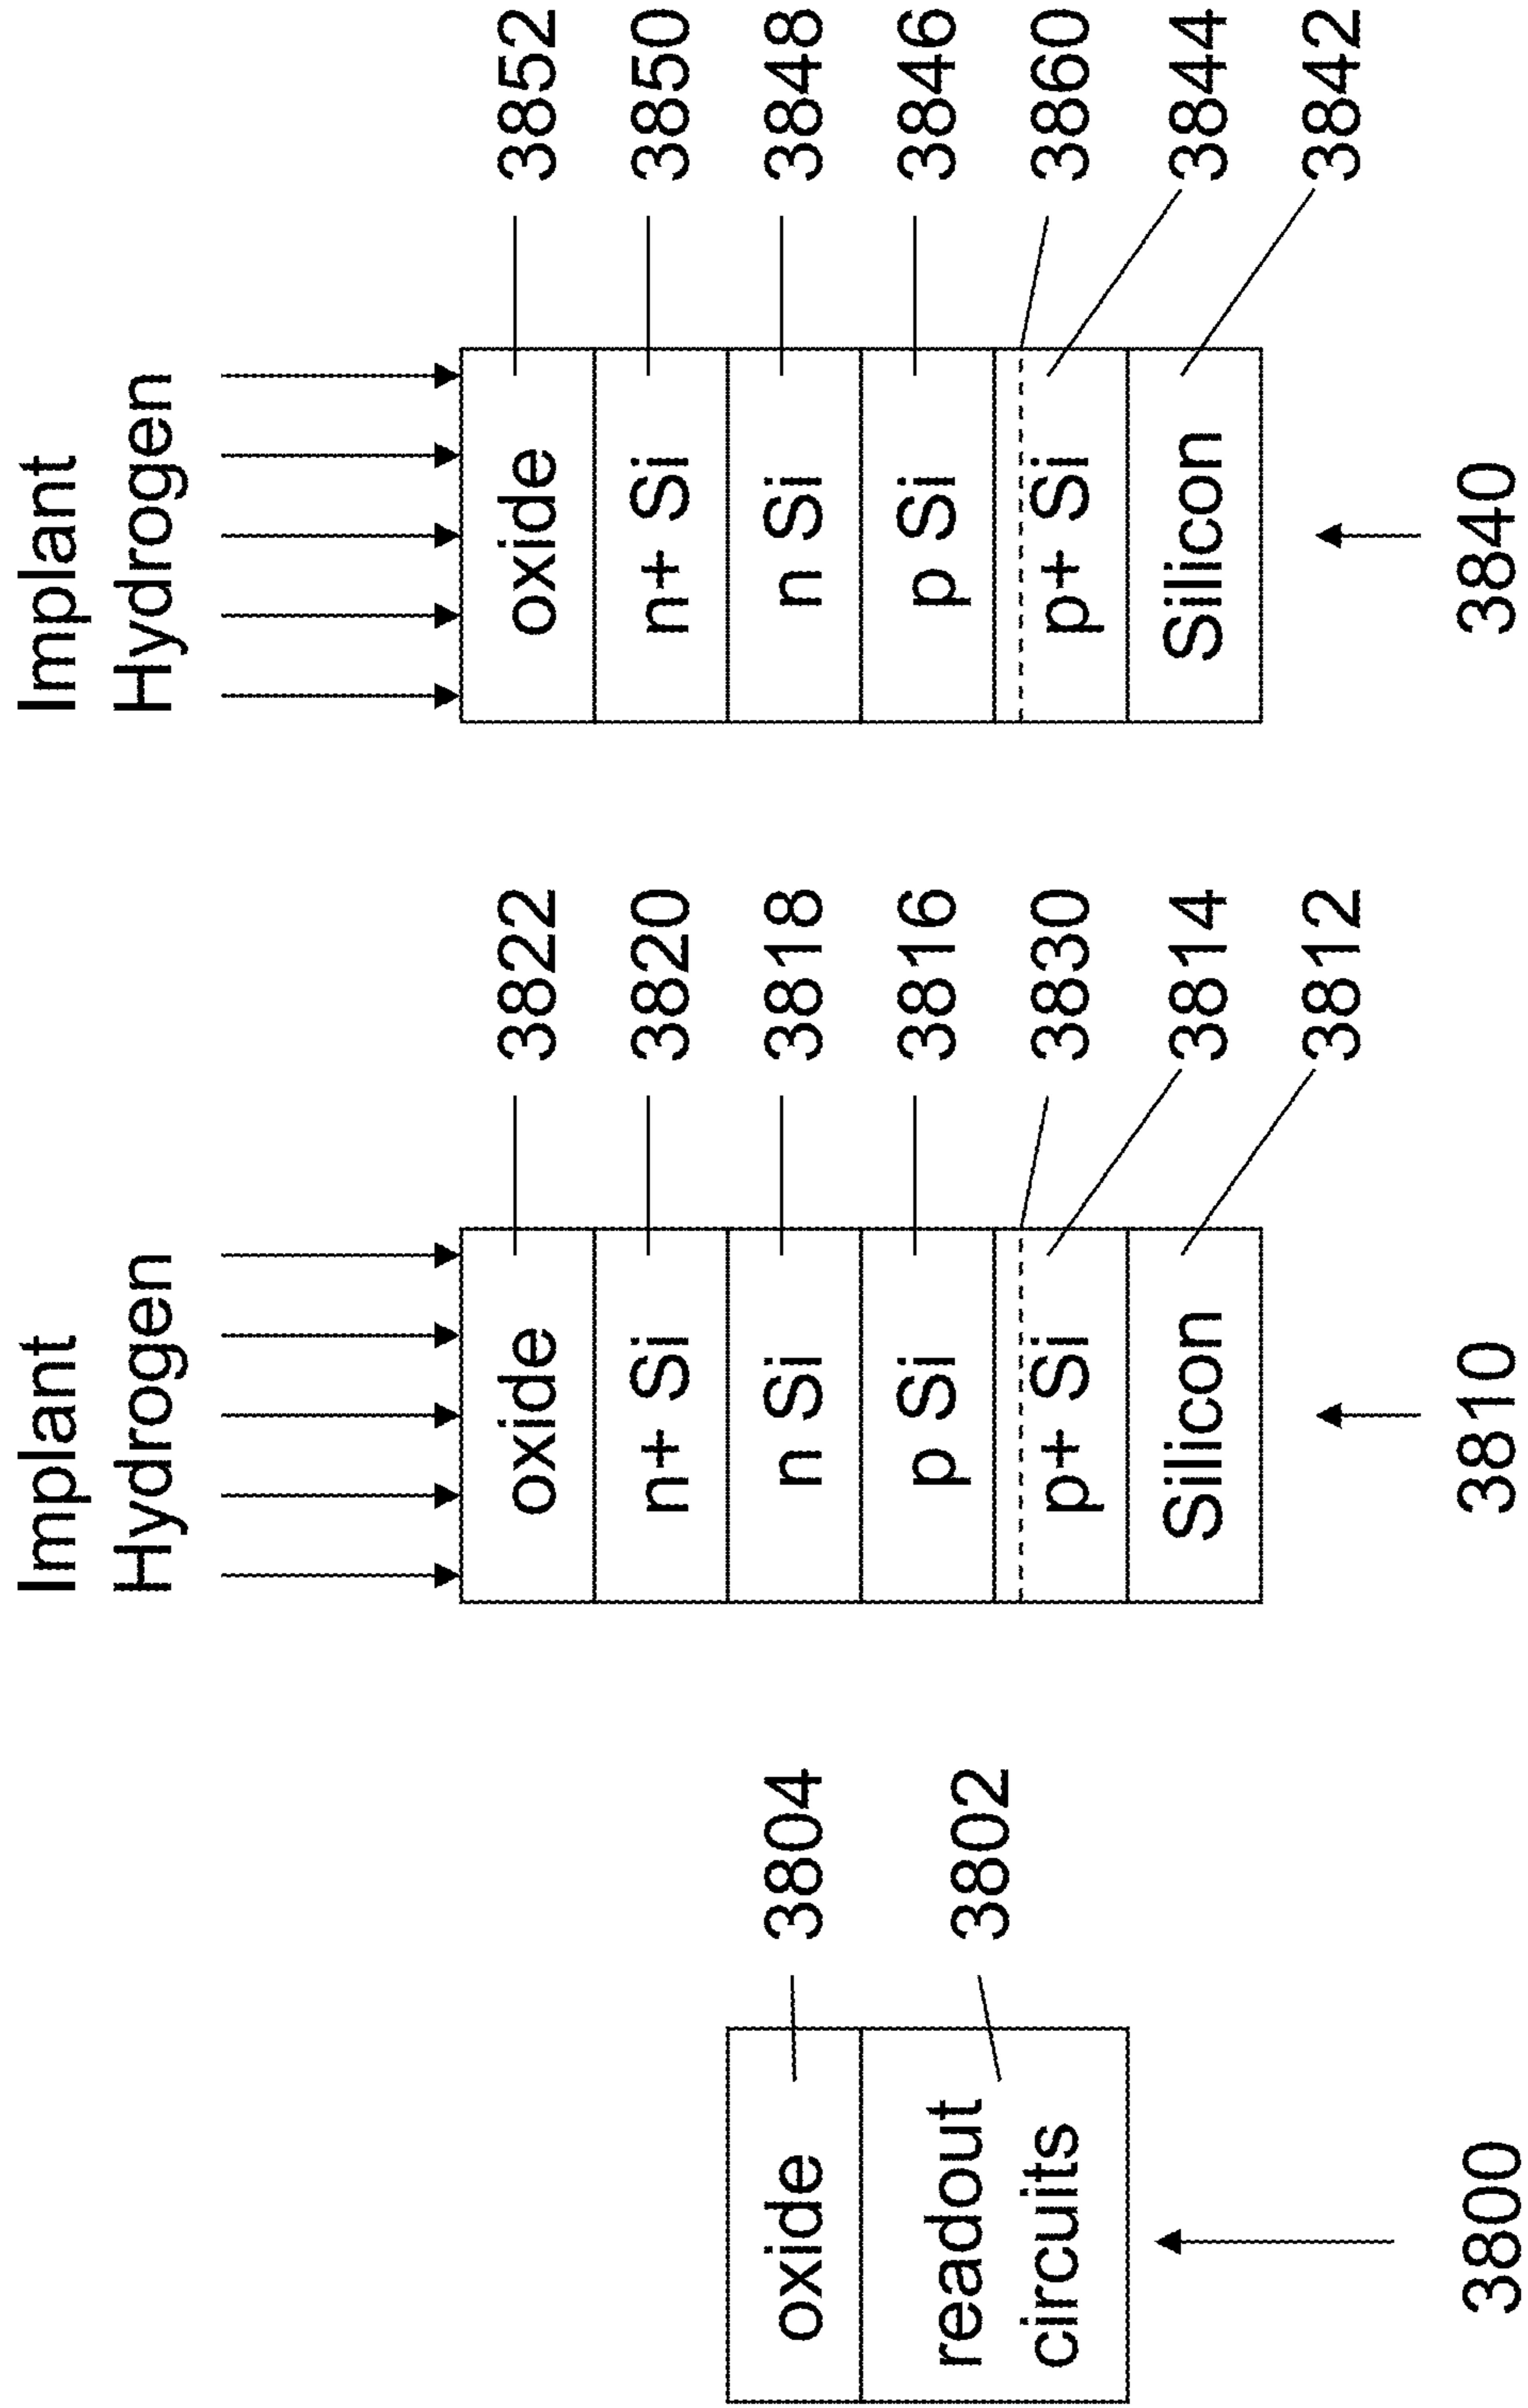 oxide
3804
readout
circuits
3802
3800
Implant
Hydrogen
oxide
3822
n+ Si
3820
n Si
3818
p Si
3816
3830
p+ Si
3814
Silicon
3812
3810
Implant
Hydrogen
oxide
3852
n+ Si
3850
n Si
3848
p Si
3846
3860
p+ Si
3844
Silicon
3842
3840